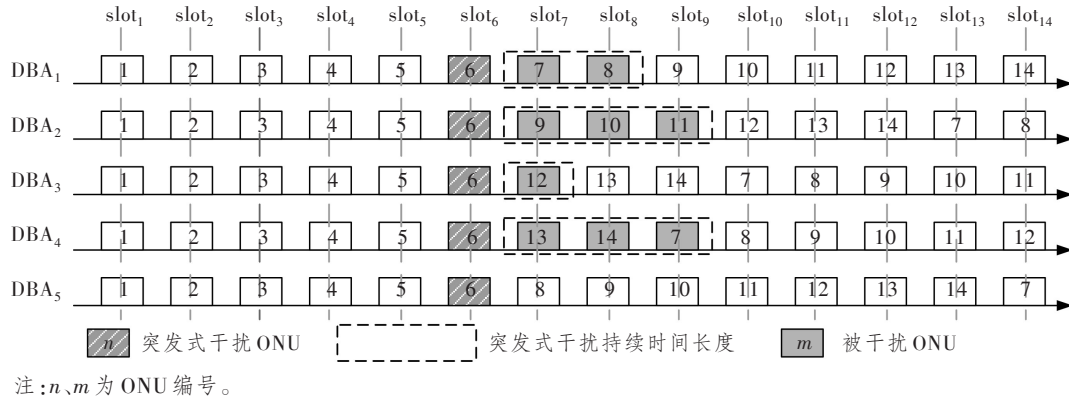 slot₁ slot₂ slot₃ slot₄ slot₅ slot₆ slot₇ slot₈ slot₉ slot₁₀ slot₁₁ slot₁₂ slot₁₃ slot₁₄
DBA₁ 1 2 3 4 5 6 7 8 9 10 11 12 13 14
DBA₂ 1 2 3 4 5 6 9 10 11 12 13 14 7 8
DBA₃ 1 2 3 4 5 6 12 13 14 7 8 9 10 11
DBA₄ 1 2 3 4 5 6 13 14 7 8 9 10 11 12
DBA₅ 1 2 3 4 5 6 8 9 10 11 12 13 14 7
n 突发式干扰ONU 突发式干扰持续时间长度 m 被干扰ONU
注:n、m为ONU编号。